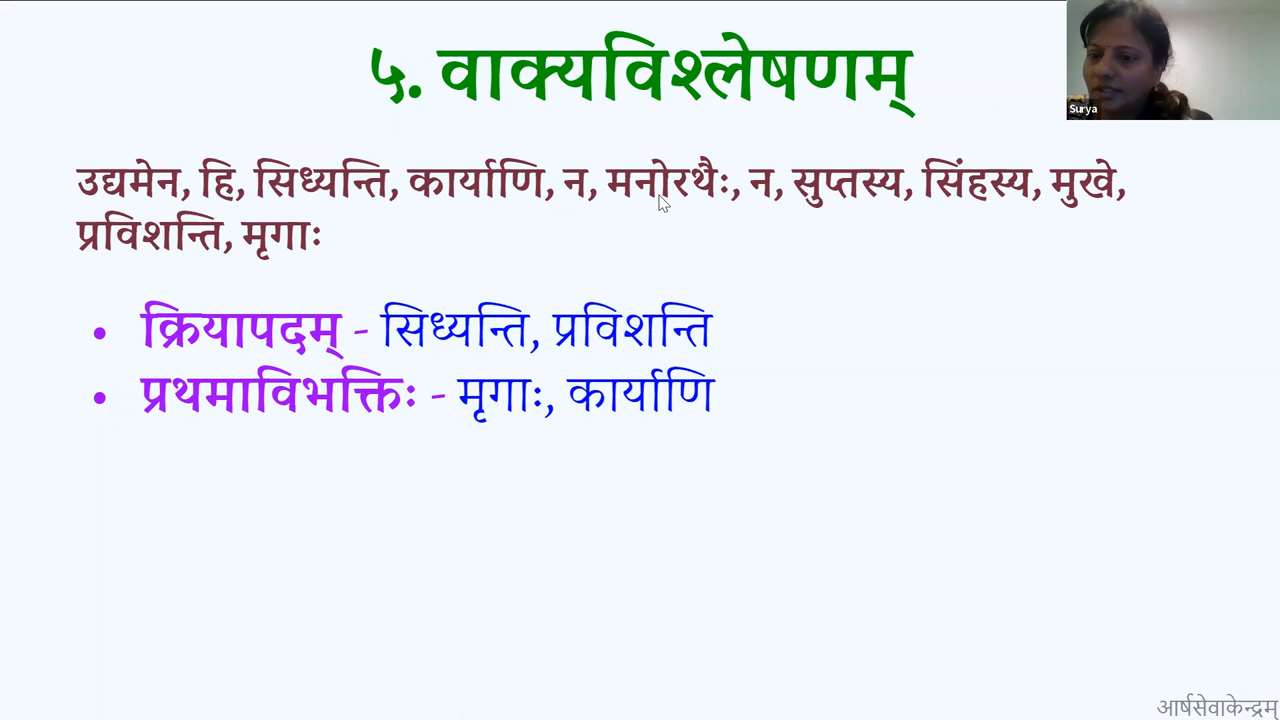 ५. वाक्यविश्लेषणम्
Surya
उद्यमेन, हि, सिध्यन्ति, कार्याणि, न, मनोरथैः, न, सुप्तस्य, सिंहस्य, मुखे,
प्रविशन्ति, मृगाः
• क्रियापदम् - सिध्यन्ति, प्रविशन्ति
• प्रथमाविभक्तिः - मृगाः, कार्याणि
आर्षसेवाकेन्द्रम्